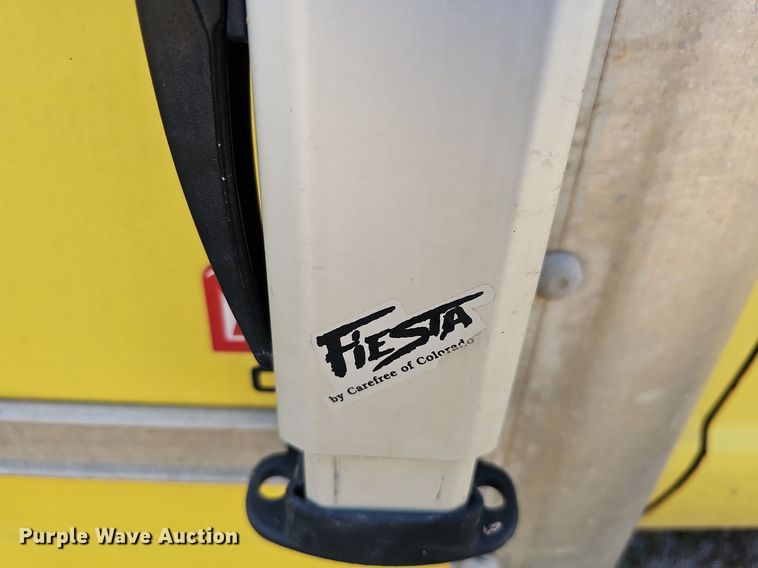 FIESTA
by Carefree of Colorado
Purple Wave Auction